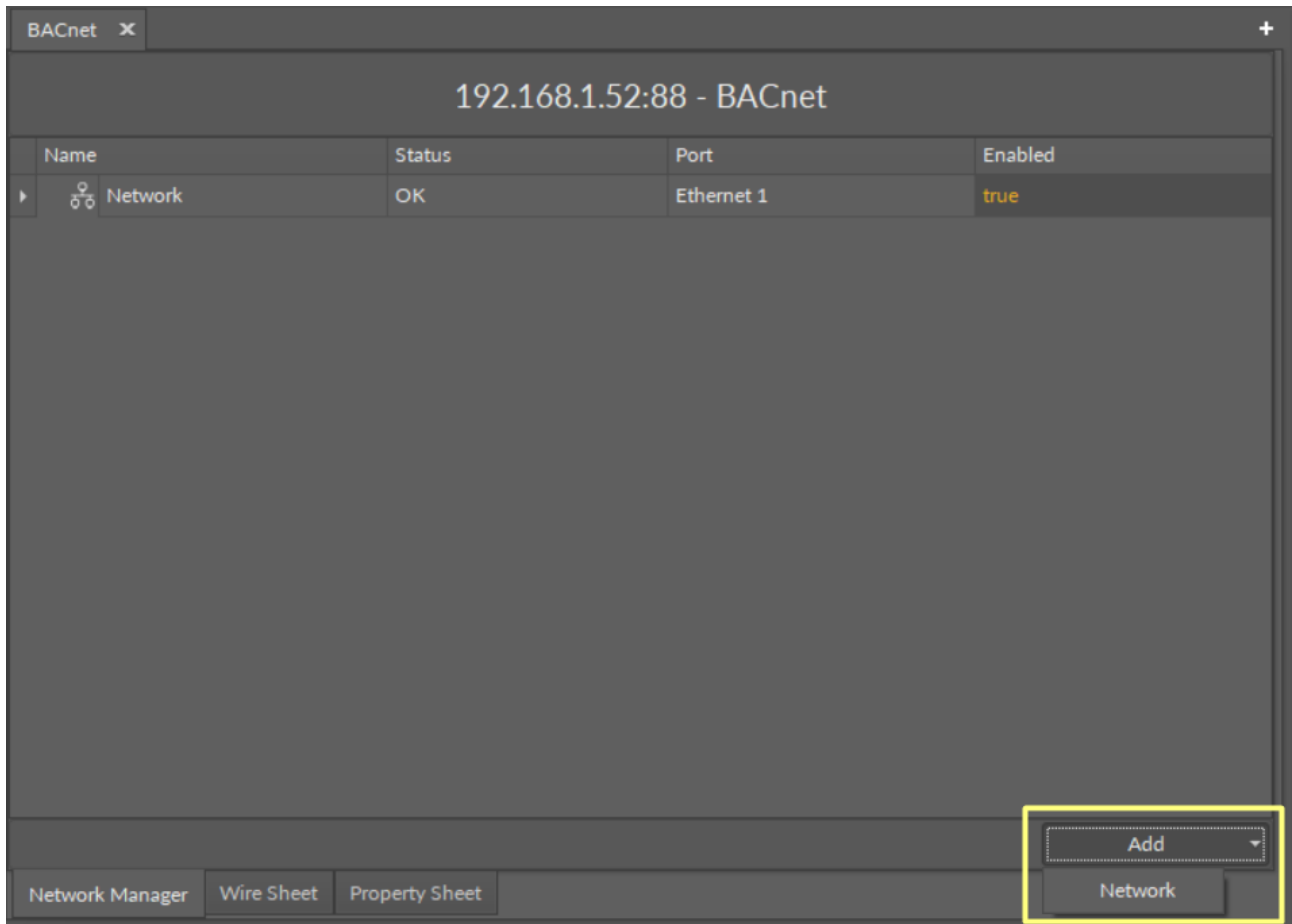 BACnet
192.168.1.52:88 - BACnet
Name Status Port Enabled
Network OK Ethernet 1 true
Add
Network Manager Wire Sheet Property Sheet Network